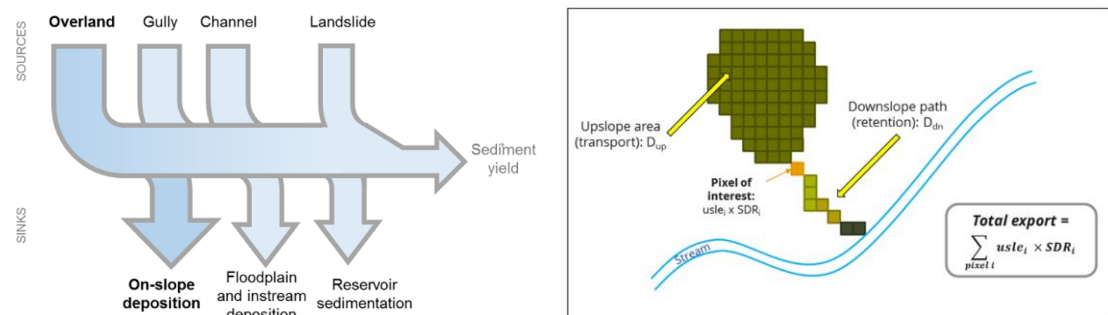 Overland
Gully
Channel
Landslide
SOURCES
Sediment
yield
SINKS
On-slope
deposition
Floodplain
and instream
deposition
Reservoir
sedimentation
Upslope area
(transport): Dup
Downslope path
(retention): Ddn
Pixel of
interest:
uslei x SDRi
Stream
Total export =
∑ uslei × SDRi
pixel i